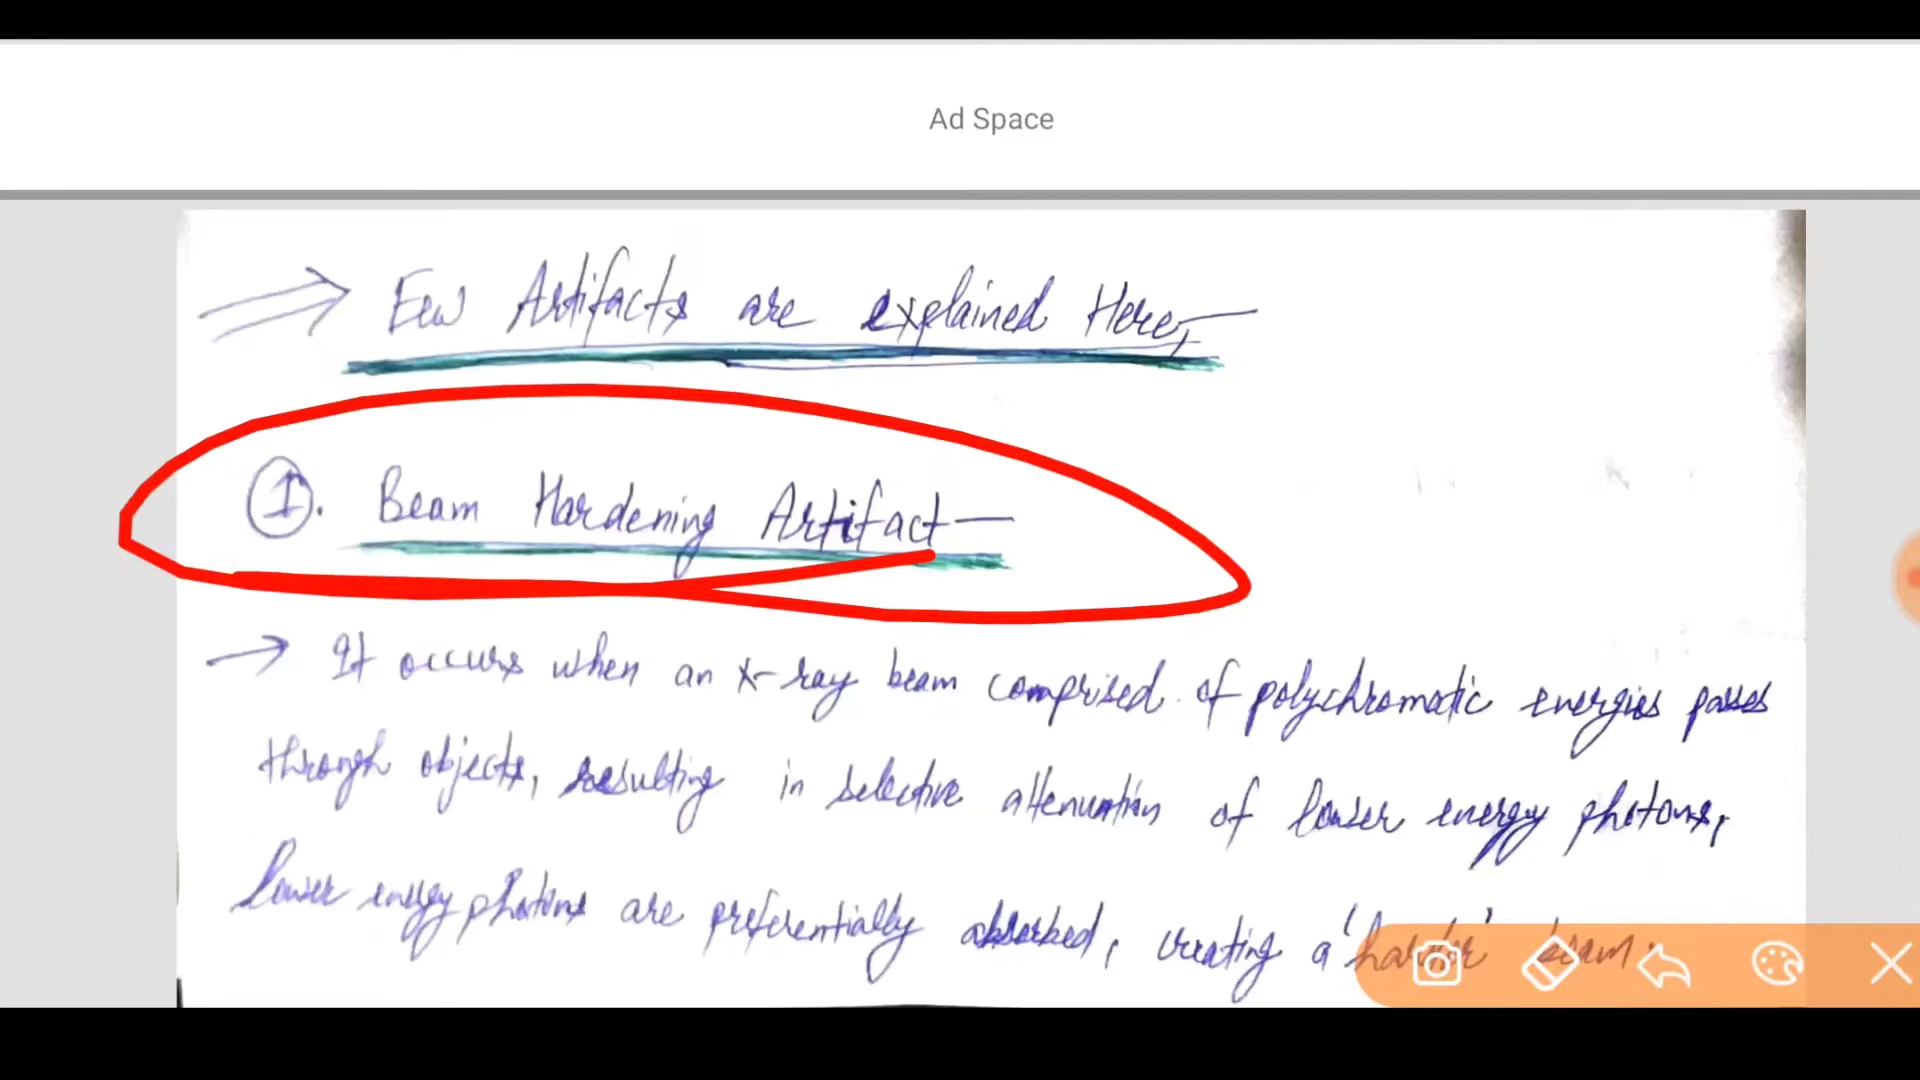 Ad Space
Few Artifacts are explained Here,—
1. Beam Hardening Artifact—
→ It occurs when an x-ray beam comprised of polychromatic energies passes
through objects, resulting in selective attenuation of lower energy photons,
lower energy photons are preferentially absorbed, creating a 'harder' beam.